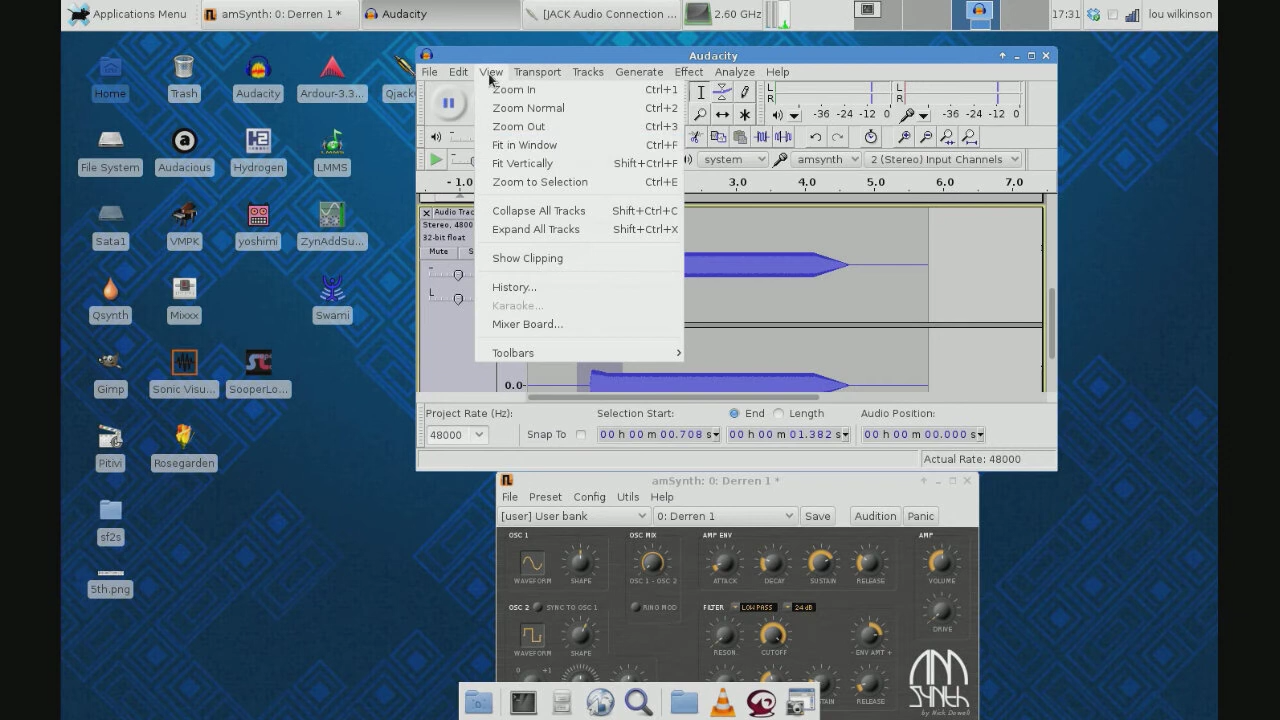 Applications Menu
amSynth: 0: Derren 1 *
Audacity
[JACK Audio Connection ...
2.60 GHz
17:31
lou wilkinson
Home
Trash
Audacity
Ardour-3.3...
File System
Audacious
Hydrogen
LMMS
Sata1
VMPK
yoshimi
ZynAddSu...
Qsynth
Mixxx
Swami
Gimp
Sonic Visu...
SooperLo...
Pitivi
Rosegarden
sf2s
5th.png
Audacity
File Edit View Transport Tracks Generate Effect Analyze Help
Zoom In Ctrl+1
Zoom Normal Ctrl+2
Zoom Out Ctrl+3
Fit in Window Ctrl+F
Fit Vertically Shift+Ctrl+F
Zoom to Selection Ctrl+E
Collapse All Tracks Shift+Ctrl+C
Expand All Tracks Shift+Ctrl+X
Show Clipping
History...
Karaoke...
Mixer Board...
Toolbars
L
R
-36 -24 -12 0
L
R
-36 -24 -12 0
system
amsynth
2 (Stereo) Input Channels
- 1.0
3.0 4.0 5.0 6.0 7.0
Audio Trac
Stereo, 4800
32-bit float
Mute S
-
L
0.0-
Project Rate (Hz):
48000
Snap To
Selection Start:
00 h 00 m 00.708 s
End
Length
00 h 00 m 01.382 s
Audio Position:
00 h 00 m 00.000 s
Actual Rate: 48000
amSynth: 0: Derren 1 *
File Preset Config Utils Help
[user] User bank
0: Derren 1
Save
Audition
Panic
OSC 1
OSC MIX
AMP ENV
AMP
WAVEFORM SHAPE
OSC 1 - OSC 2
ATTACK DECAY SUSTAIN RELEASE
VOLUME
OSC 2 SYNC TO OSC 1
RING MOD
FILTER LOW PASS 24 dB
WAVEFORM SHAPE
RESON. CUTOFF
- ENV AMT +
DRIVE
0
-1 +1
RELEASE
AM
SYNTH
by Nick Dowell